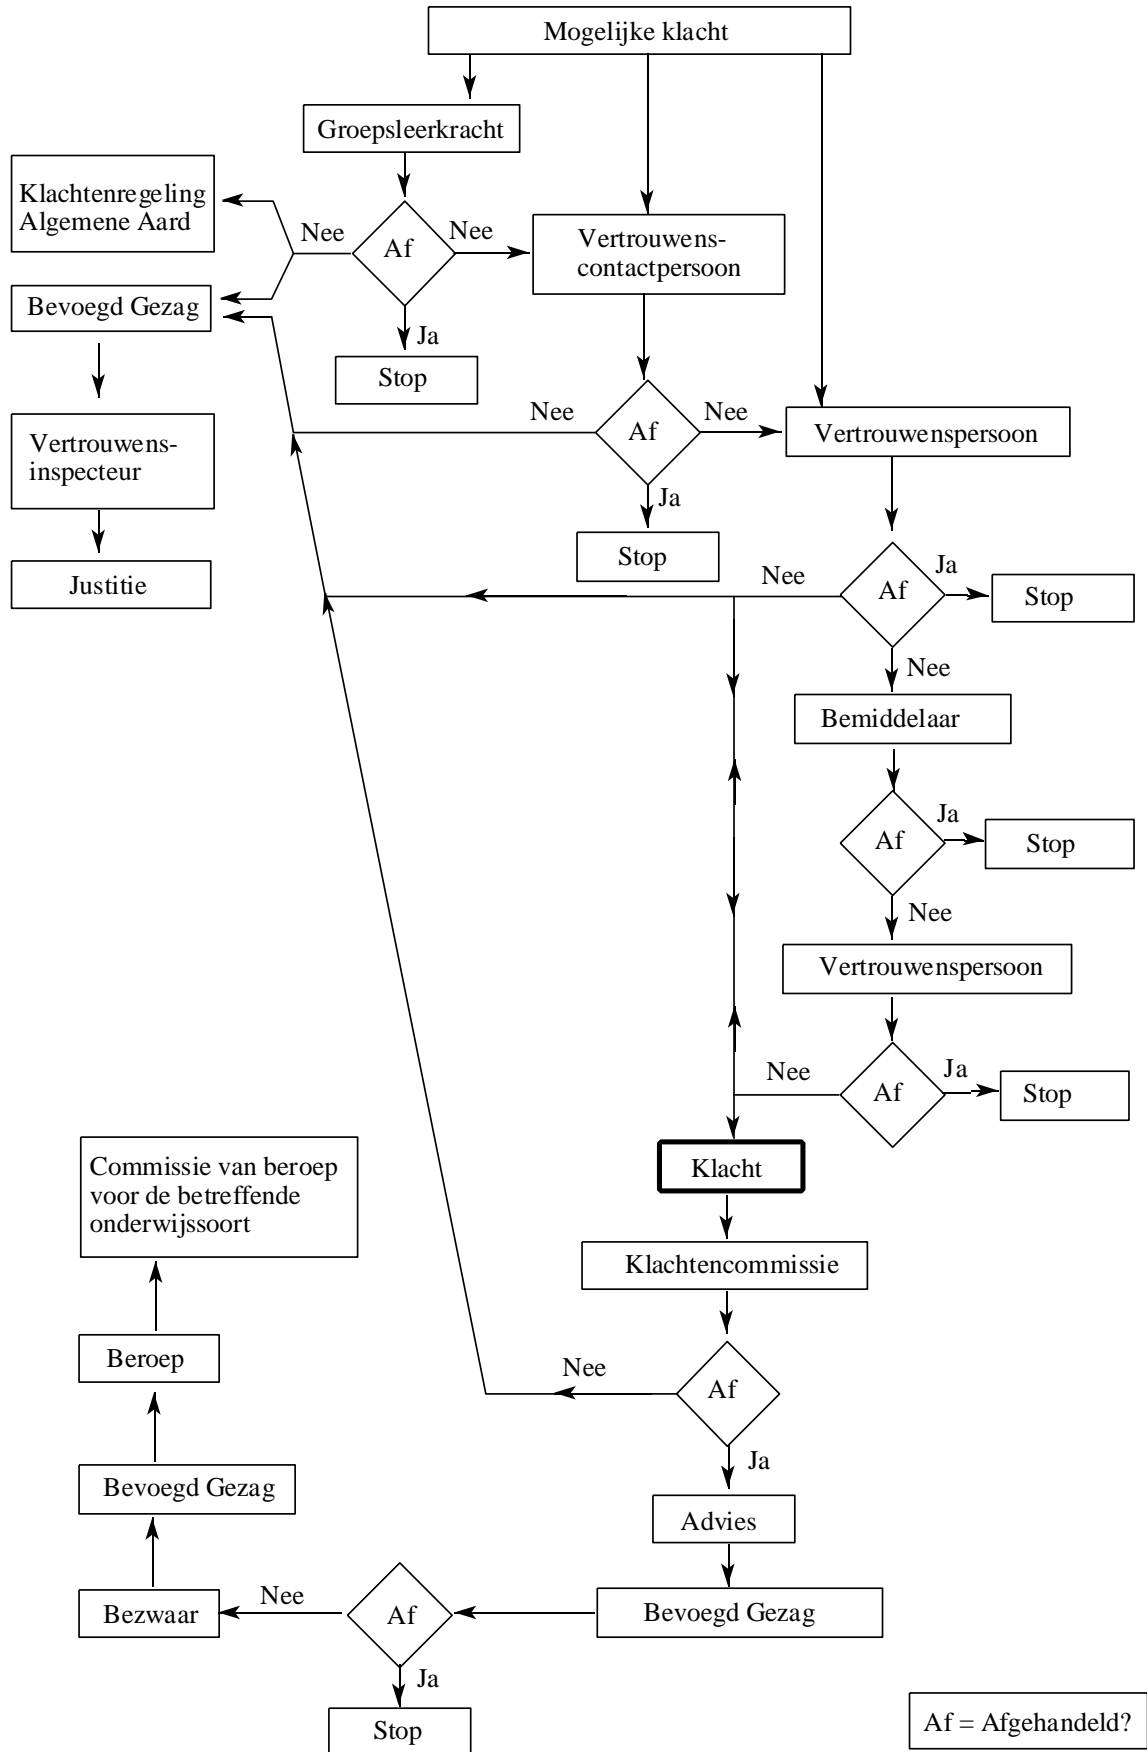 Mogelijke klacht
Groepsleerkracht
Klachtenregeling
Algemene Aard
Nee
Af
Nee
Vertrouwens-
contactpersoon
Bevoegd Gezag
Ja
Stop
Nee
Af
Nee
Vertrouwenspersoon
Vertrouwens-
inspecteur
Ja
Stop
Justitie
Nee
Af
Ja
Stop
Nee
Bemiddelaar
Af
Ja
Stop
Nee
Vertrouwenspersoon
Nee
Af
Ja
Stop
Klacht
Commissie van beroep
voor de betreffende
onderwijssoort
Klachtencommissie
Beroep
Nee
Af
Ja
Bevoegd Gezag
Advies
Bezwaar
Nee
Af
Bevoegd Gezag
Ja
Stop
Af = Afgehandeld?